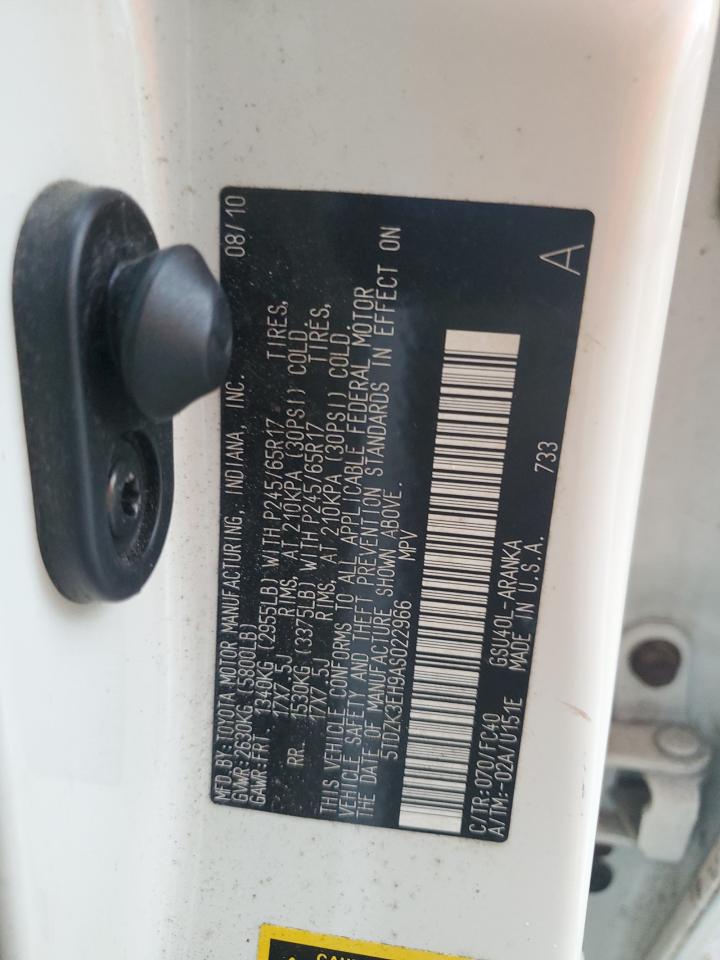 MFD.BY:TOYOTA MOTOR MANUFACTURING, INDIANA, INC. 08/10
GVWR:2630KG(5800LB)
GAWR:FRT. 1340KG (2955LB) WITH P245/65R17 TIRES,
17X7.5J RIMS, AT 210KPA (30PSI) COLD.
RR. 1530KG (3375LB) WITH P245/65R17 TIRES,
17X7.5J RIMS, AT 210KPA (30PSI) COLD.
THIS VEHICLE CONFORMS TO ALL APPLICABLE FEDERAL MOTOR
VEHICLE SAFETY AND THEFT PREVENTION STANDARDS IN EFFECT ON
THE DATE OF MANUFACTURE SHOWN ABOVE.
5TDZK3EH9AS022966 MPV
A
C/TR:070/FC40 GSU40L-ARANKA 733
A/TM:-02A/U151E MADE IN U.S.A.